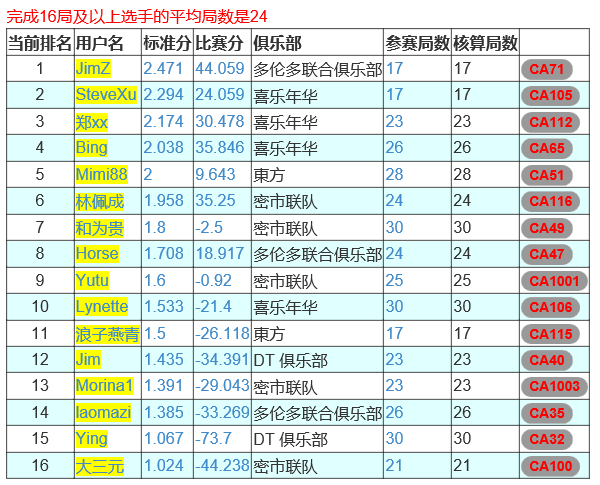 完成16局及以上选手的平均局数是24
当前排名 用户名 标准分 比赛分 俱乐部 参赛局数 核算局数
1 JimZ 2.471 44.059 多伦多联合俱乐部 17 17 CA71
2 SteveXu 2.294 24.059 喜乐年华 17 17 CA105
3 郑xx 2.174 30.478 喜乐年华 23 23 CA112
4 Bing 2.038 35.846 喜乐年华 26 26 CA65
5 Mimi88 2 9.643 東方 28 28 CA51
6 林佩成 1.958 35.25 密市联队 24 24 CA116
7 和为贵 1.8 -2.5 密市联队 30 30 CA49
8 Horse 1.708 18.917 多伦多联合俱乐部 24 24 CA47
9 Yutu 1.6 -0.92 密市联队 25 25 CA1001
10 Lynette 1.533 -21.4 喜乐年华 30 30 CA106
11 浪子燕青 1.5 -26.118 東方 17 17 CA115
12 Jim 1.435 -34.391 DT 俱乐部 23 23 CA40
13 Morina1 1.391 -29.043 密市联队 23 23 CA1003
14 laomazi 1.385 -33.269 多伦多联合俱乐部 26 26 CA35
15 Ying 1.067 -73.7 DT 俱乐部 30 30 CA32
16 大三元 1.024 -44.238 密市联队 21 21 CA100